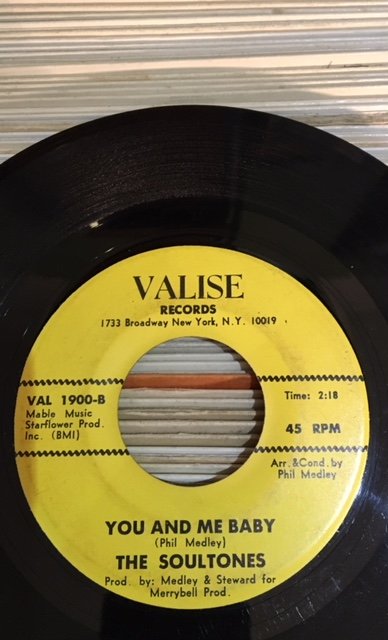 VALISE
RECORDS
1733 Broadway New York, N.Y. 10019
VAL 1900-B
Mable Music
Starflower Prod.
Inc. (BMI)
Time: 2:18
45 RPM
Arr.&Cond. by
Phil Medley
YOU AND ME BABY
(Phil Medley)
THE SOULTONES
Prod. by: Medley & Steward for
Merrybell Prod.